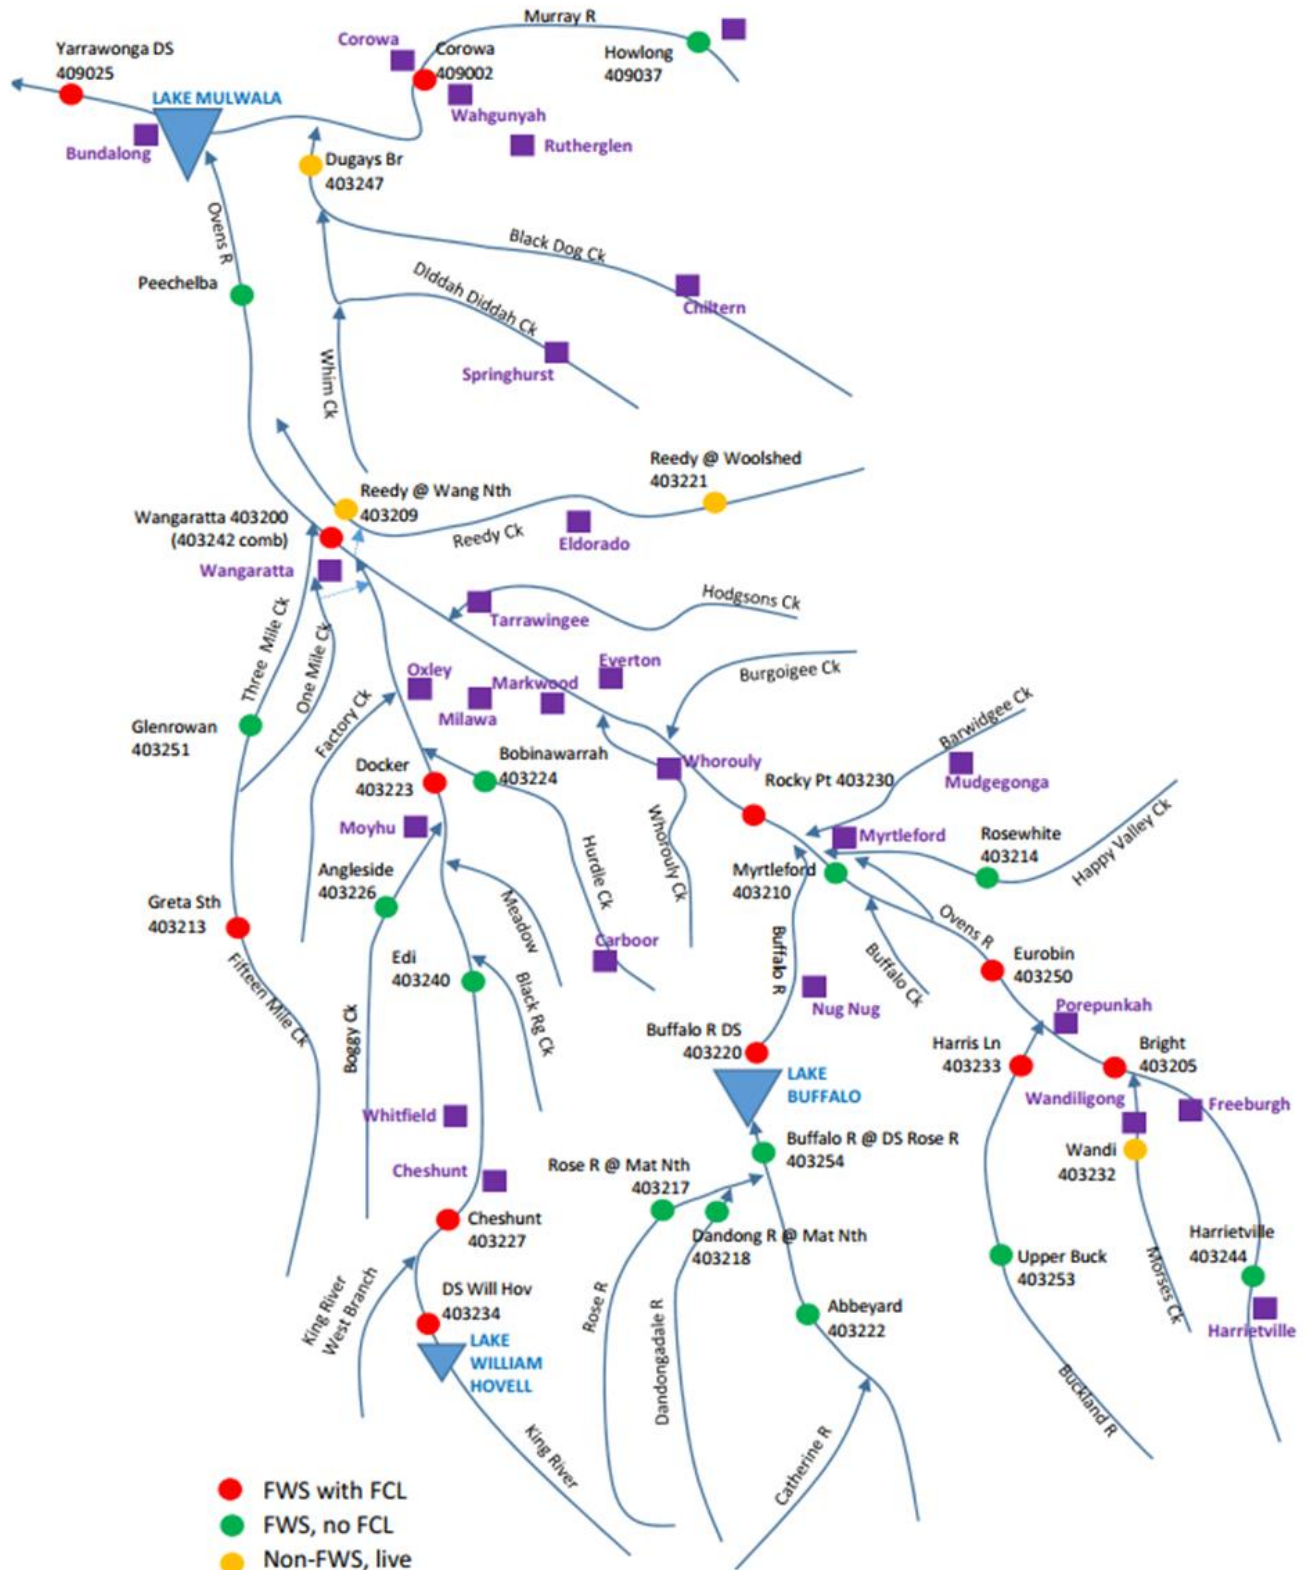 Murray R
Corowa
Corowa
409002
Howlong
409037
Yarrawonga DS
409025
LAKE MULWALA
Wahgunyah
Rutherglen
Bundalong
Dugays Br
403247
Ovens R
Black Dog Ck
Peechelba
Diddah Diddah Ck
Chiltern
Whim Ck
Springhurst
Reedy @ Woolshed
403221
Reedy @ Wang Nth
403209
Wangaratta 403200
(403242 comb)
Reedy Ck
Eldorado
Wangaratta
Hodgsons Ck
Tarrawingee
Three Mile Ck
One Mile Ck
Everton
Burgoigee Ck
Oxley
Markwood
Milawa
Factory Ck
Barwidgee Ck
Glenrowan
403251
Bobinawarrah
403224
Docker
403223
Whorouly
Rocky Pt 403230
Mudgegonga
Moyhu
Whorouly Ck
Hurdle Ck
Myrtleford
Rosewhite
403214
Happy Valley Ck
Myrtleford
403210
Angleside
403226
Greta Sth
403213
Meadow
Carboor
Ovens R
Buffalo R
Buffalo Ck
Edi
403240
Eurobin
403250
Fifteen Mile Ck
Black Rg Ck
Nug Nug
Porepunkah
Boggy Ck
Buffalo R DS
403220
Harris Ln
403233
Bright
403205
LAKE
BUFFALO
Whitfield
Wandiligong
Freeburgh
Buffalo R @ DS Rose R
403254
Wandi
403232
Rose R @ Mat Nth
403217
Cheshunt
Cheshunt
403227
Dandong R @ Mat Nth
403218
Harrietville
403244
Upper Buck
403253
Morses Ck
King River
West Branch
DS Will Hov
403234
Rose R
Dandongadale R
Abbeyard
403222
Harrietville
LAKE
WILLIAM
HOVELL
Buckland R
King River
Catherine R
FWS with FCL
FWS, no FCL
Non-FWS, live